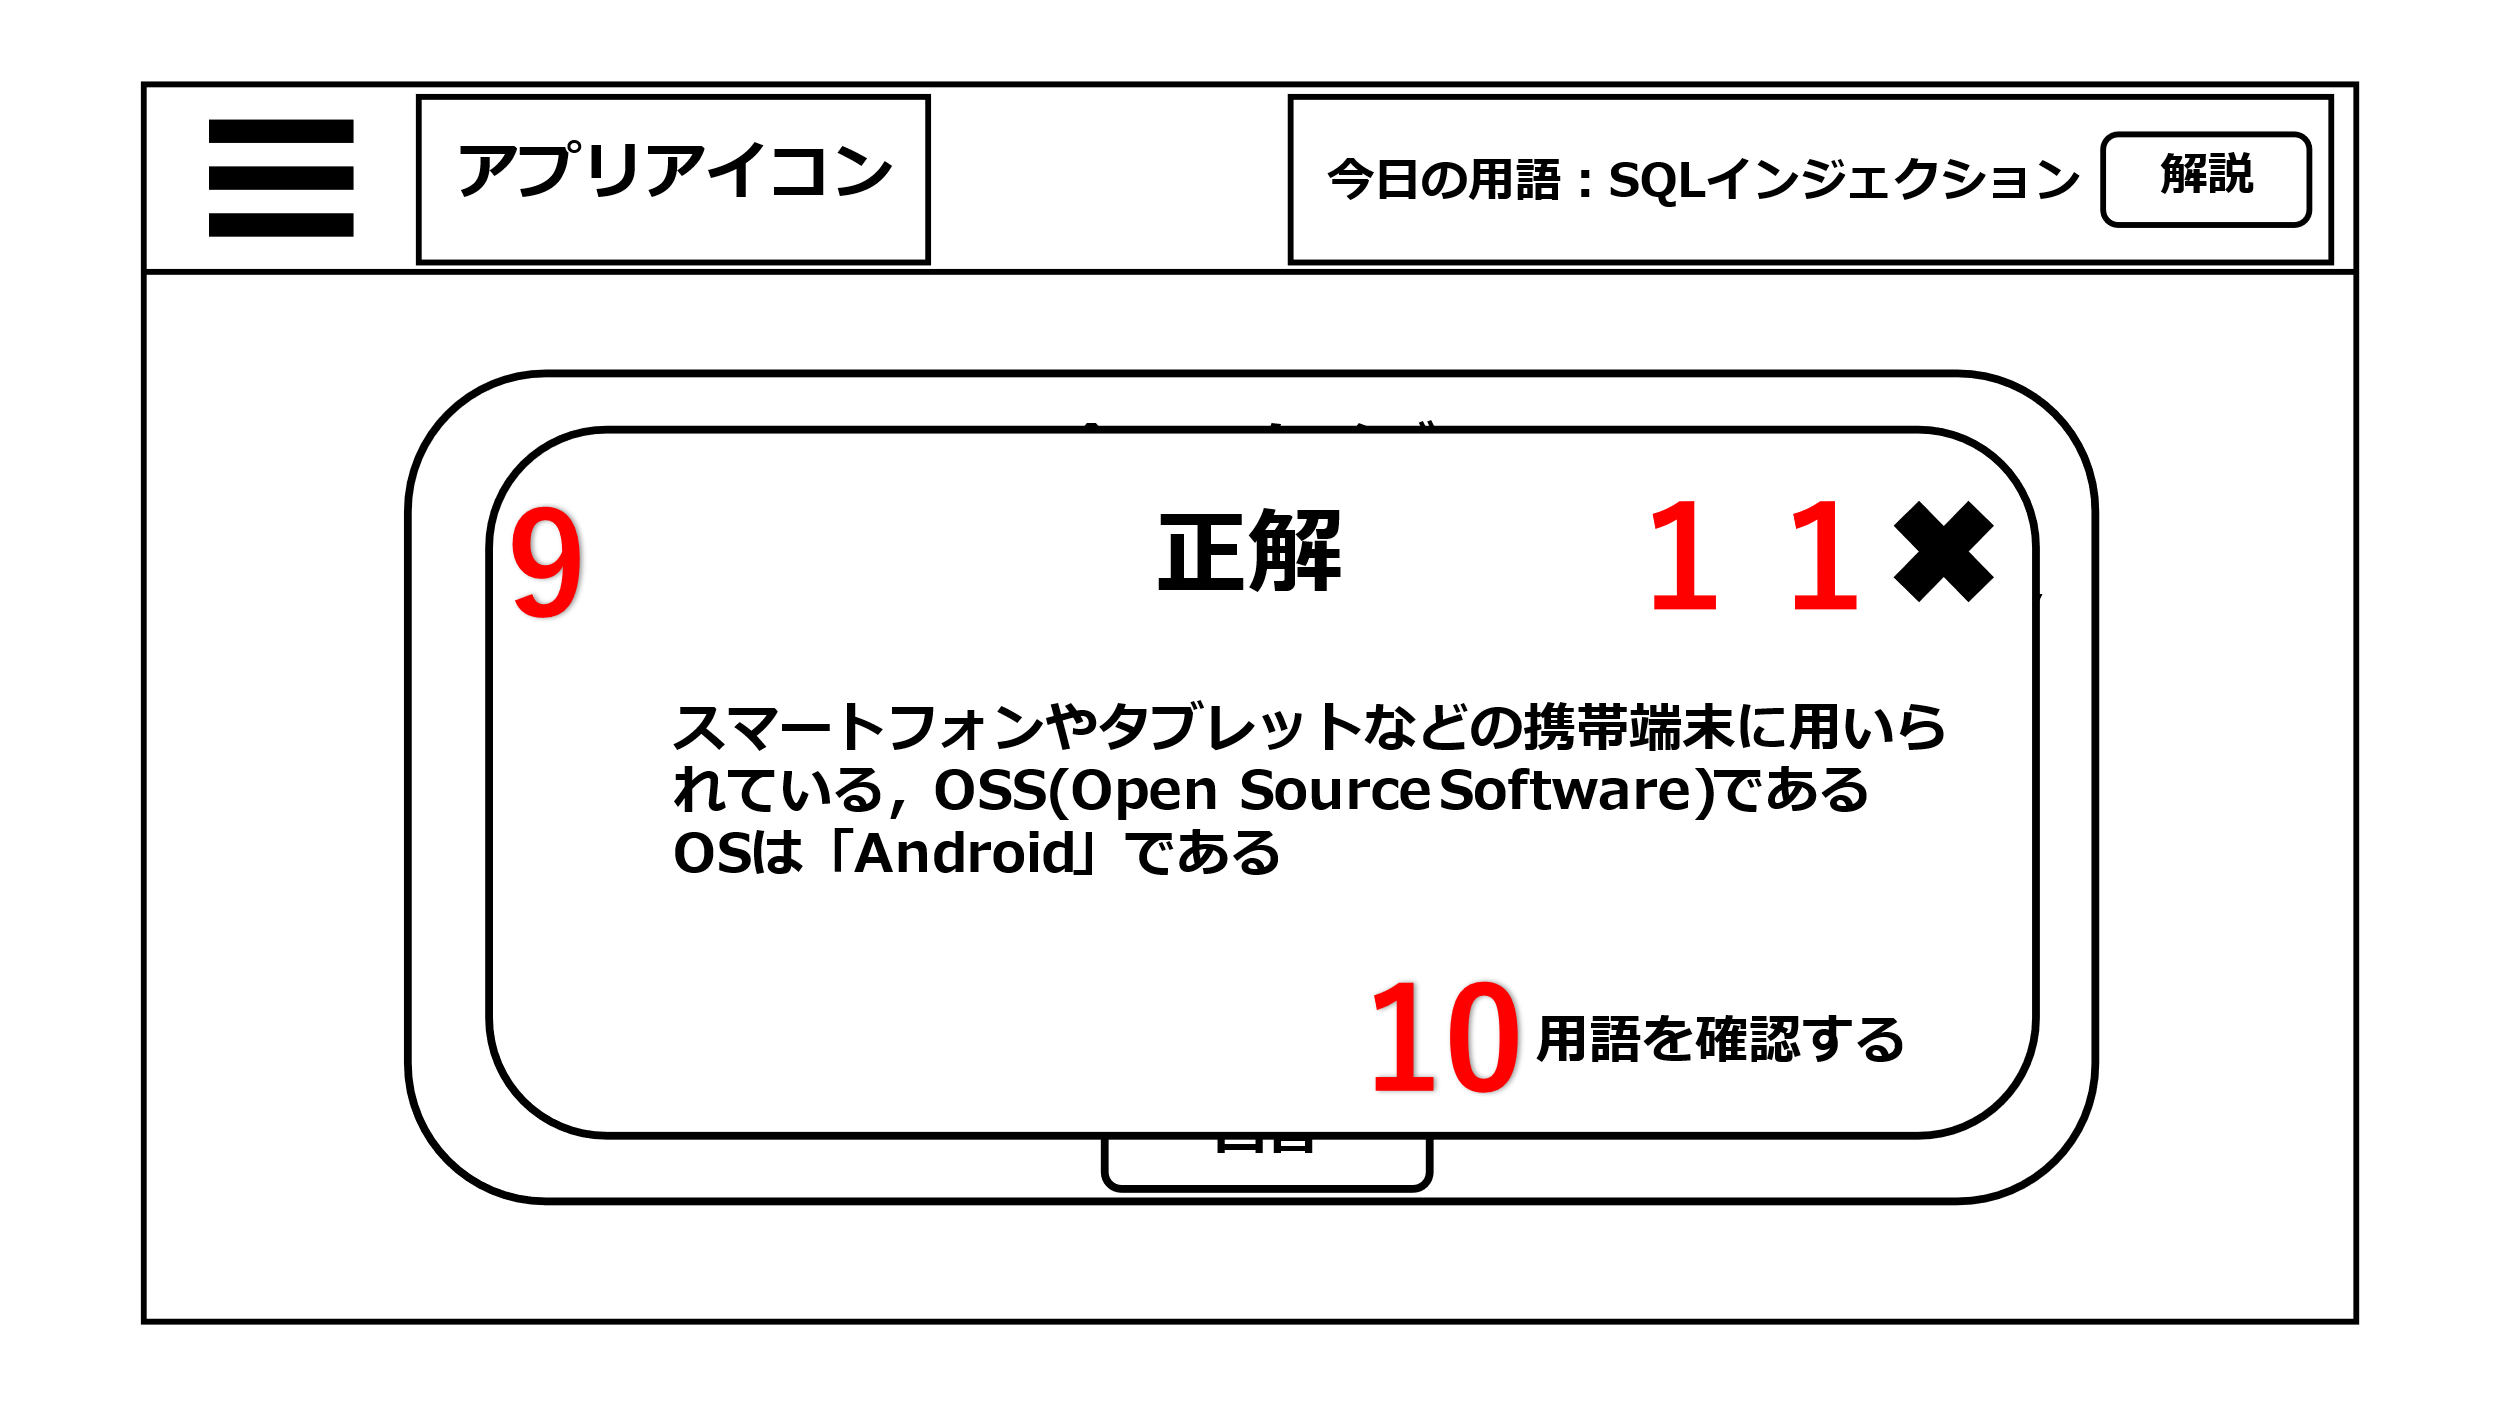 アプリアイコン
今日の用語：SQLインジェクション
解説
9
正解
１１
スマートフォンやタブレットなどの携帯端末に用いら
れている，OSS(Open Source Software)である
OSは「Android」である
10
用語を確認する